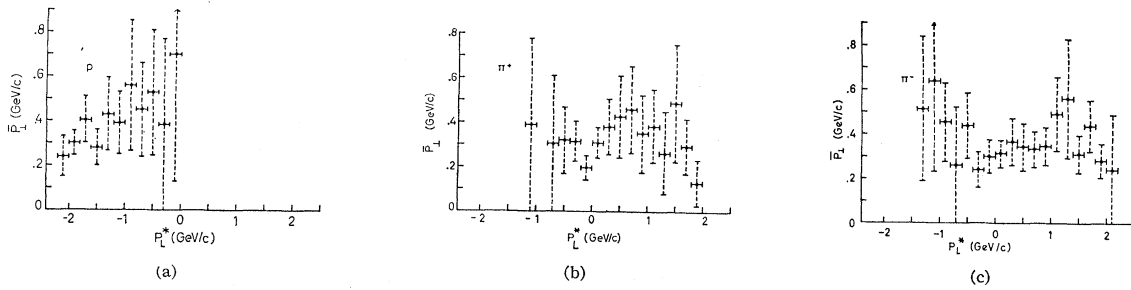 .8
.6
.4
.2
0
p̅⊥ (GeV/c)
p
-2
-1
0
1
2
P*L (GeV/c)
(a)
.8
.6
.4
.2
0
p̅⊥ (GeV/c)
π+
-2
-1
0
1
2
P*L (GeV/c)
(b)
.8
.6
.4
.2
0
p̅⊥ (GeV/c)
π-
-2
-1
0
1
2
P*L (GeV/c)
(c)